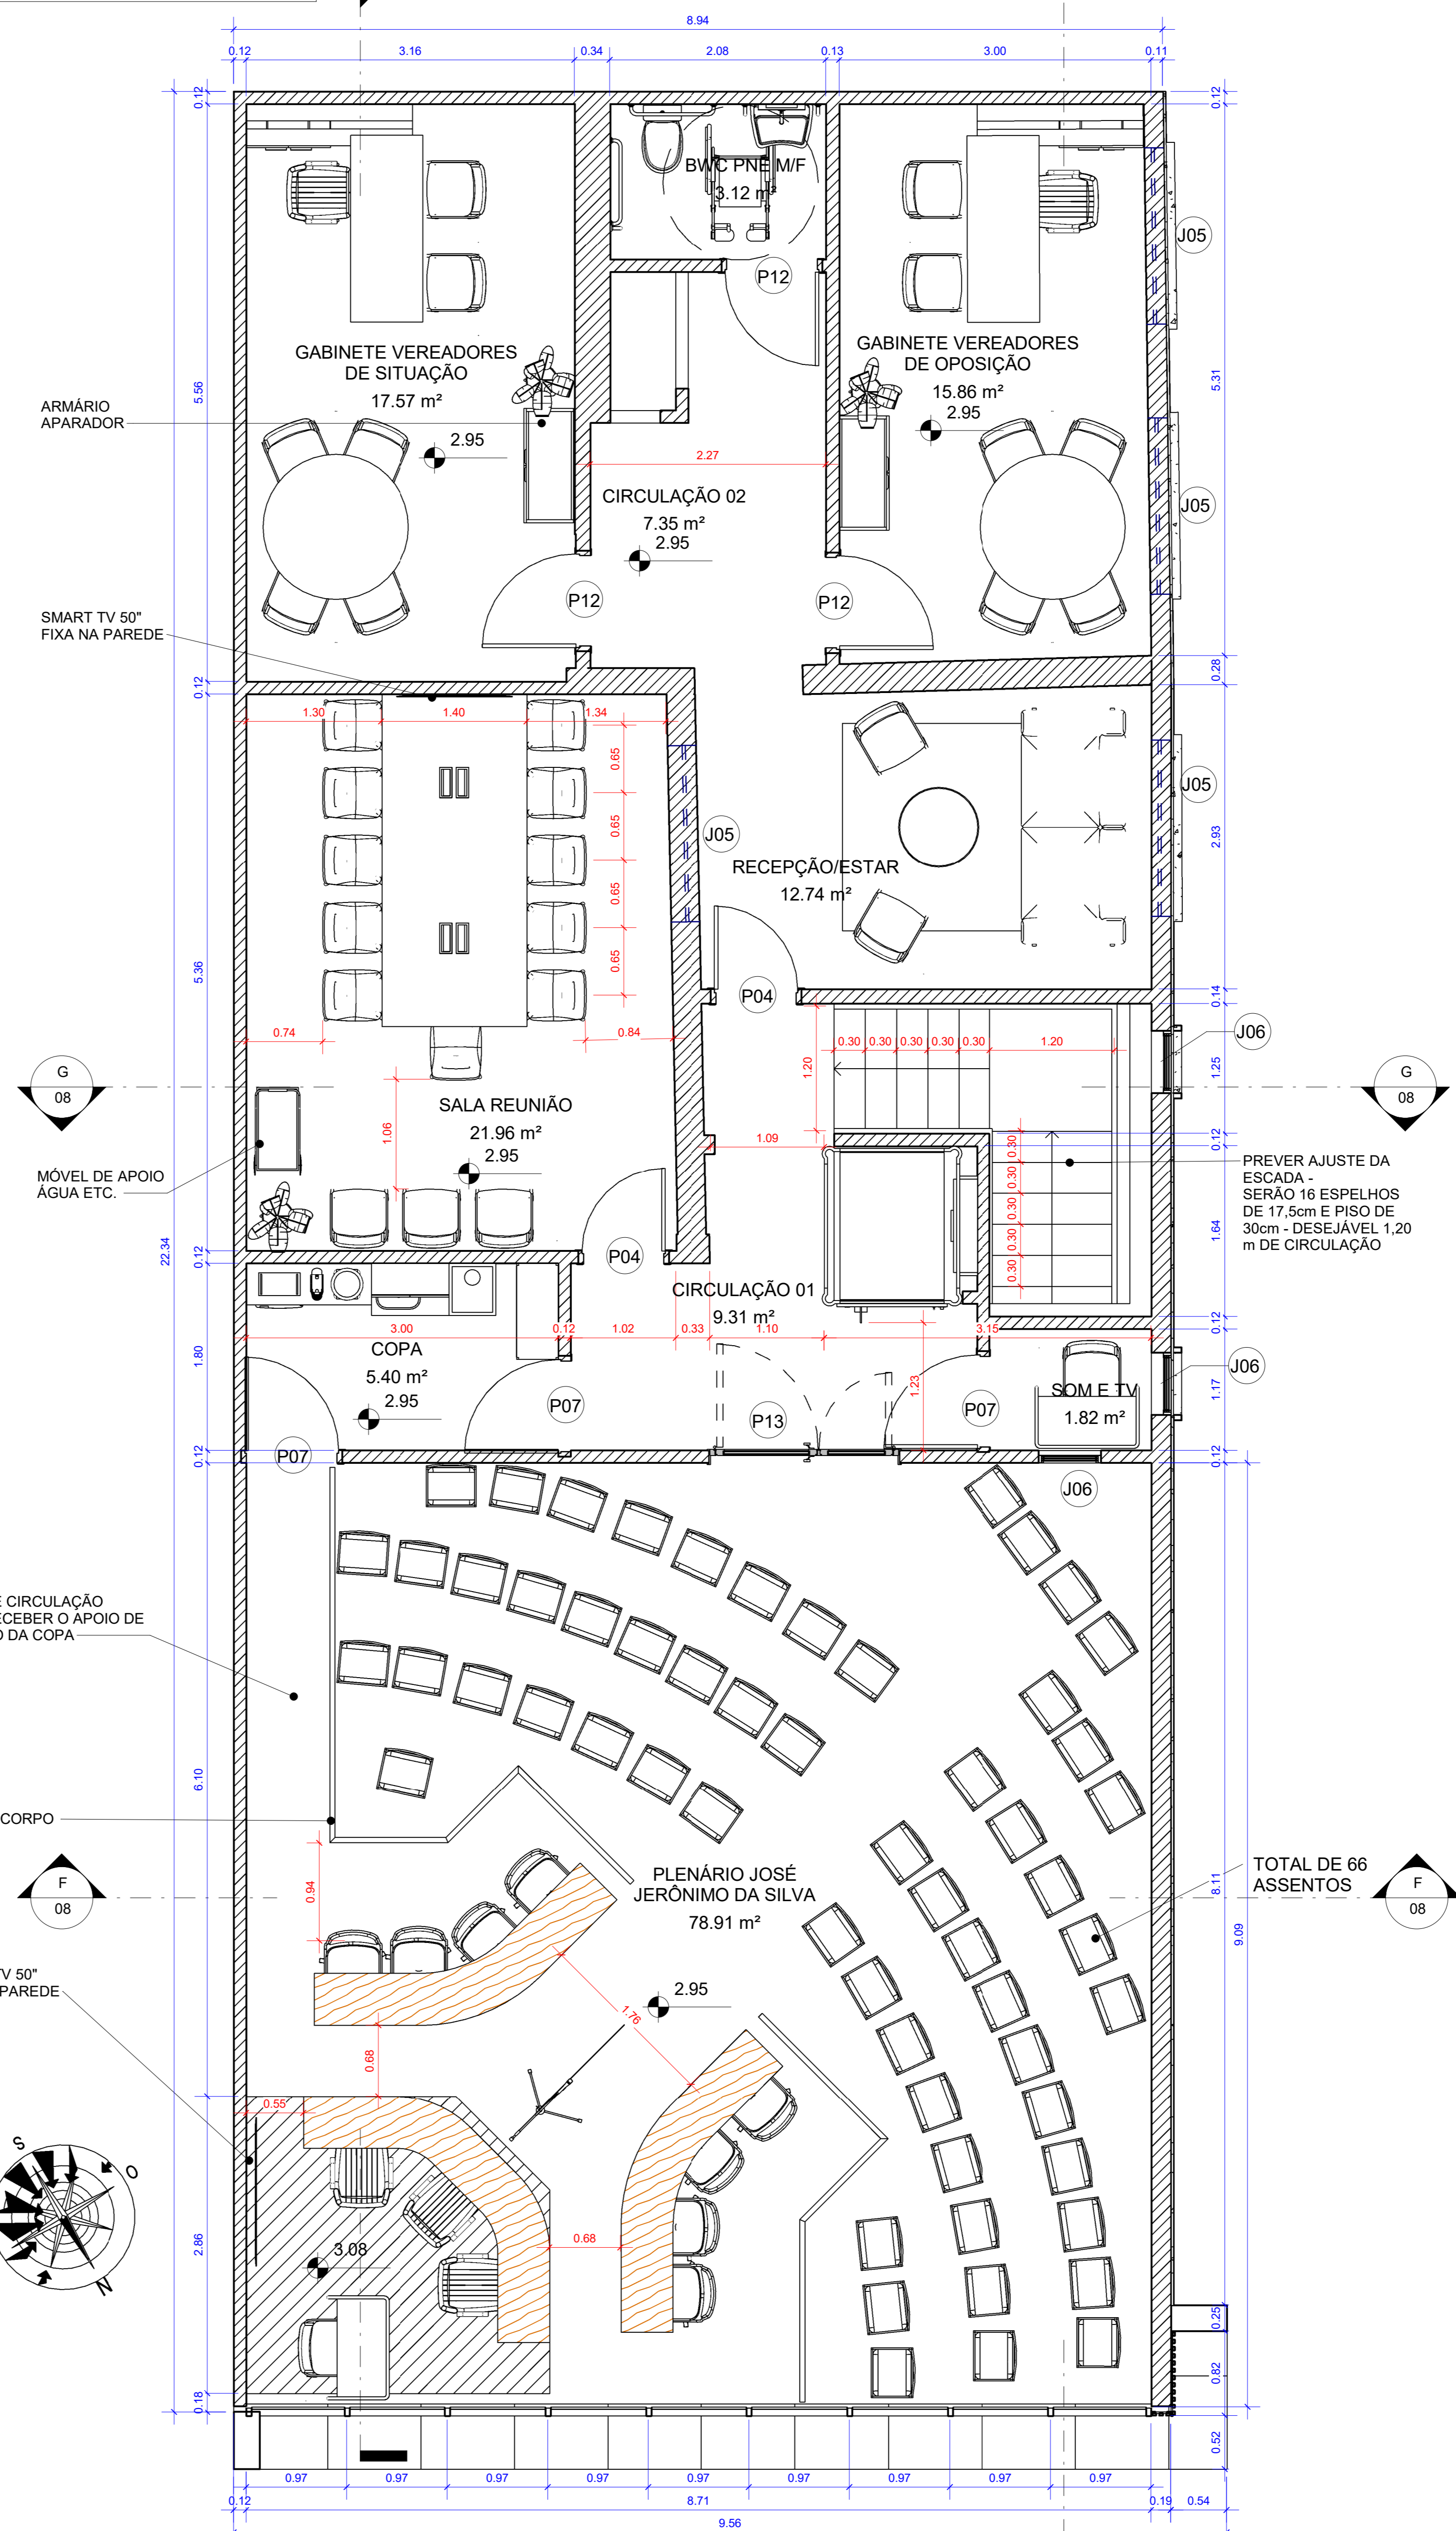 8.94
0.12
3.16
0.34
2.08
0.13
3.00
0.11
0.12
0.12
BWC PNE M/F
3.12 m²
J05
P12
GABINETE VEREADORES
DE SITUAÇÃO
17.57 m²
2.95
GABINETE VEREADORES
DE OPOSIÇÃO
15.86 m²
2.95
5.56
5.31
ARMÁRIO
APARADOR
2.27
CIRCULAÇÃO 02
7.35 m²
2.95
J05
P12
P12
SMART TV 50"
FIXA NA PAREDE
0.12
0.28
1.30
1.40
1.34
0.65
0.65
0.65
0.65
J05
J05
RECEPÇÃO/ESTAR
12.74 m²
2.93
5.36
P04
0.14
0.74
0.84
1.20
0.30
0.30
0.30
0.30
0.30
1.20
J06
1.25
G
08
G
08
SALA REUNIÃO
21.96 m²
2.95
1.06
1.09
0.12
0.30
0.30
0.30
0.30
0.30
MÓVEL DE APOIO
ÁGUA ETC.
PREVER AJUSTE DA
ESCADA -
SERÃO 16 ESPELHOS
DE 17,5cm E PISO DE
30cm - DESEJÁVEL 1,20
m DE CIRCULAÇÃO
1.64
22.34
0.12
P04
CIRCULAÇÃO 01
9.31 m²
0.12
3.00
0.12
1.02
0.33
1.10
3.15
COPA
5.40 m²
2.95
1.80
1.23
J06
SOM E TV
1.82 m²
1.17
P07
P13
P07
P07
0.12
0.12
J06
E CIRCULAÇÃO
ECEBER O APOIO DE
O DA COPA
6.10
CORPO
PLENÁRIO JOSÉ
JERÔNIMO DA SILVA
78.91 m²
TOTAL DE 66
ASSENTOS
8.11
9.09
F
08
F
08
0.94
TV 50"
PAREDE
2.95
1.76
0.68
0.55
S
O
N
2.86
0.68
3.08
0.25
0.82
0.18
0.52
0.97
0.97
0.97
0.97
0.97
0.97
0.97
0.97
0.97
0.12
8.71
0.19
0.54
9.56